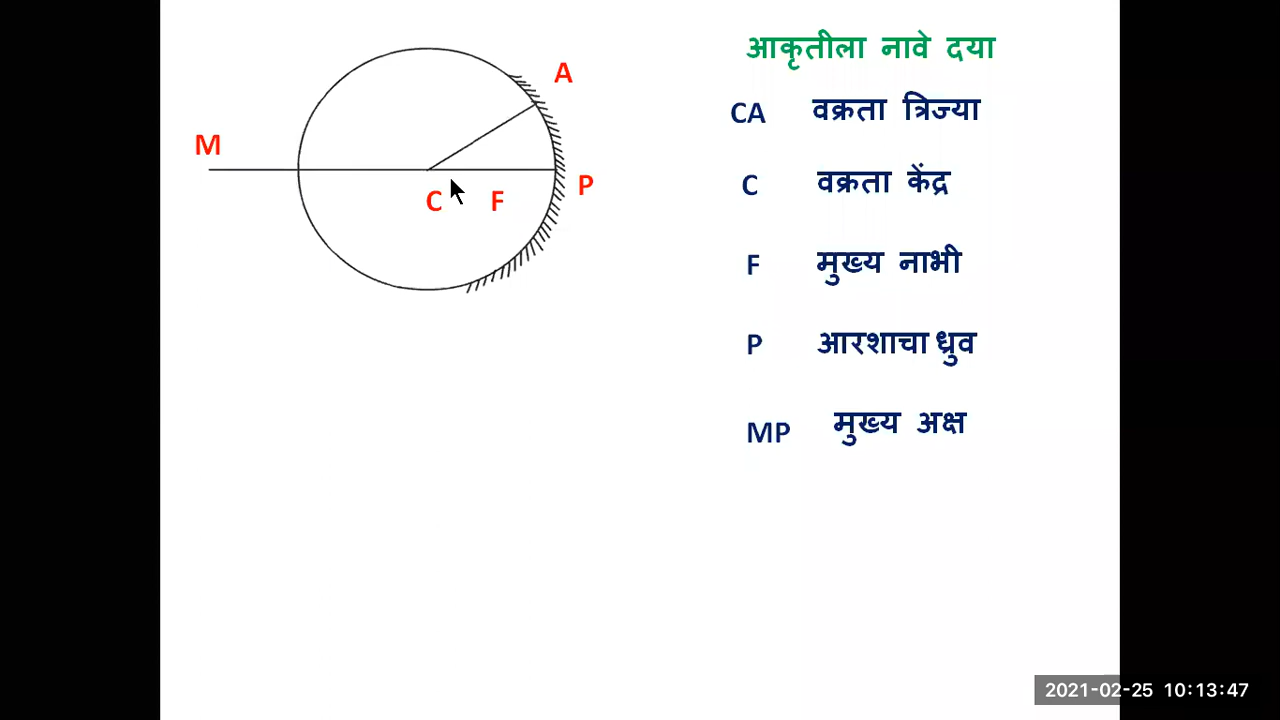 आकृतीला नावे दया
A
CA वक्रता त्रिज्या
M
C वक्रता केंद्र
P
C F
F मुख्य नाभी
P आरशाचा ध्रुव
MP मुख्य अक्ष
2021-02-25 10:13:47